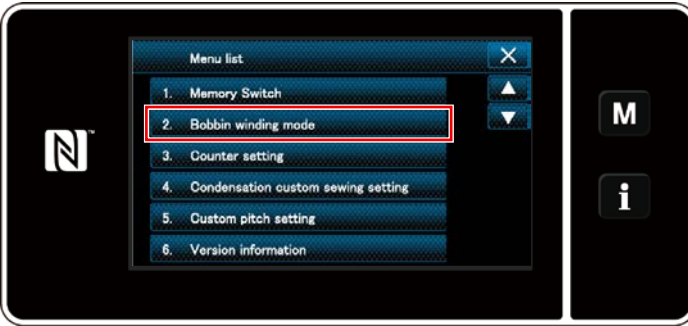 Menu list
1. Memory Switch
2. Bobbin winding mode
3. Counter setting
4. Condensation custom sewing setting
5. Custom pitch setting
6. Version information
M
i
N